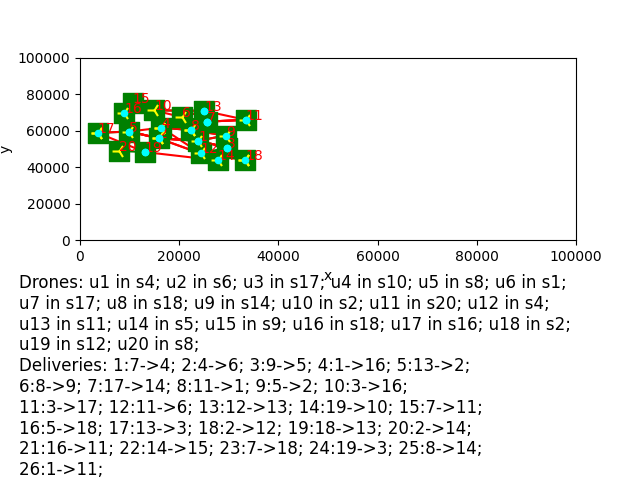 100000
80000
60000
40000
20000
0
y
0 20000 40000 60000 80000 100000
x
Drones: u1 in s4; u2 in s6; u3 in s17; u4 in s10; u5 in s8; u6 in s1;
u7 in s17; u8 in s18; u9 in s14; u10 in s2; u11 in s20; u12 in s4;
u13 in s11; u14 in s5; u15 in s9; u16 in s18; u17 in s16; u18 in s2;
u19 in s12; u20 in s8;
Deliveries: 1:7->4; 2:4->6; 3:9->5; 4:1->16; 5:13->2;
6:8->9; 7:17->14; 8:11->1; 9:5->2; 10:3->16;
11:3->17; 12:11->6; 13:12->13; 14:19->10; 15:7->11;
16:5->18; 17:13->3; 18:2->12; 19:18->13; 20:2->14;
21:16->11; 22:14->15; 23:7->18; 24:19->3; 25:8->14;
26:1->11;